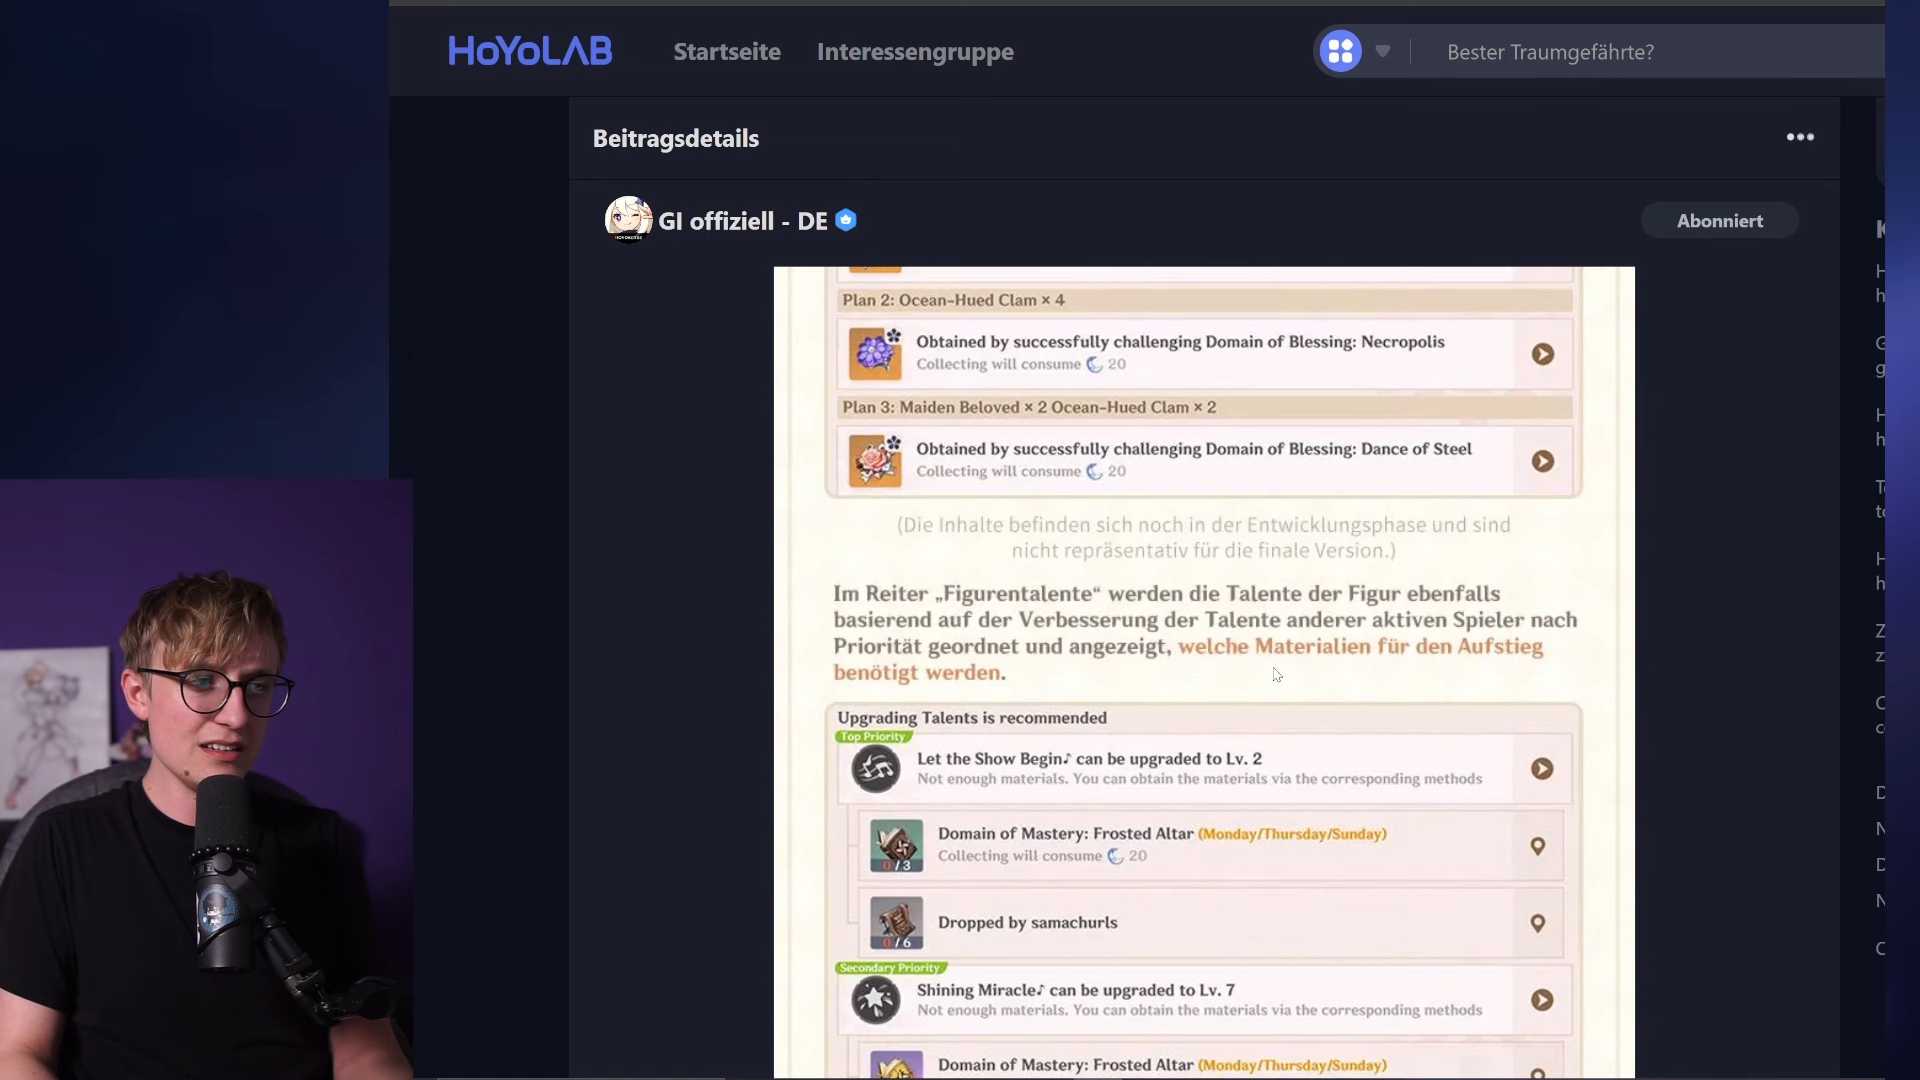 HoYoLAB
Startseite
Interessengruppe
Bester Traumgefährte?
Beitragsdetails
GI offiziell - DE
Abonniert
Plan 2: Ocean-Hued Clam × 4
Obtained by successfully challenging Domain of Blessing: Necropolis
Collecting will consume 20
Plan 3: Maiden Beloved × 2 Ocean-Hued Clam × 2
Obtained by successfully challenging Domain of Blessing: Dance of Steel
Collecting will consume 20
(Die Inhalte befinden sich noch in der Entwicklungsphase und sind
nicht repräsentativ für die finale Version.)
Im Reiter „Figurentalente“ werden die Talente der Figur ebenfalls
basierend auf der Verbesserung der Talente anderer aktiven Spieler nach
Priorität geordnet und angezeigt, welche Materialien für den Aufstieg
benötigt werden.
Upgrading Talents is recommended
Top Priority
Let the Show Begin♪ can be upgraded to Lv. 2
Not enough materials. You can obtain the materials via the corresponding methods
Domain of Mastery: Frosted Altar (Monday/Thursday/Sunday)
Collecting will consume 20
0/3
Dropped by samachurls
0/6
Secondary Priority
Shining Miracle♪ can be upgraded to Lv. 7
Not enough materials. You can obtain the materials via the corresponding methods
Domain of Mastery: Frosted Altar (Monday/Thursday/Sunday)